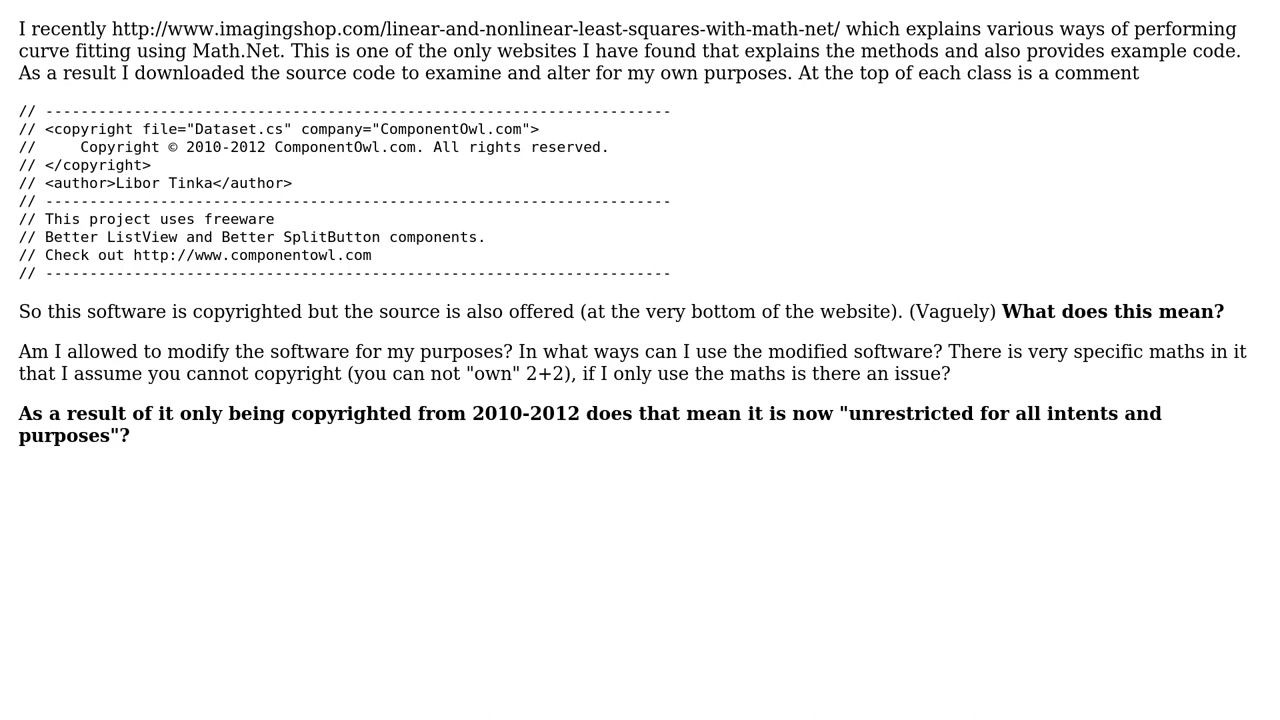 I recently http://www.imagingshop.com/linear-and-nonlinear-least-squares-with-math-net/ which explains various ways of performing
curve fitting using Math.Net. This is one of the only websites I have found that explains the methods and also provides example code.
As a result I downloaded the source code to examine and alter for my own purposes. At the top of each class is a comment
// -----------------------------------------------------------------------
// <copyright file="Dataset.cs" company="ComponentOwl.com">
//     Copyright © 2010-2012 ComponentOwl.com. All rights reserved.
// </copyright>
// <author>Libor Tinka</author>
// -----------------------------------------------------------------------
// This project uses freeware
// Better ListView and Better SplitButton components.
// Check out http://www.componentowl.com
// -----------------------------------------------------------------------
So this software is copyrighted but the source is also offered (at the very bottom of the website). (Vaguely) What does this mean?
Am I allowed to modify the software for my purposes? In what ways can I use the modified software? There is very specific maths in it
that I assume you cannot copyright (you can not "own" 2+2), if I only use the maths is there an issue?
As a result of it only being copyrighted from 2010-2012 does that mean it is now "unrestricted for all intents and
purposes"?